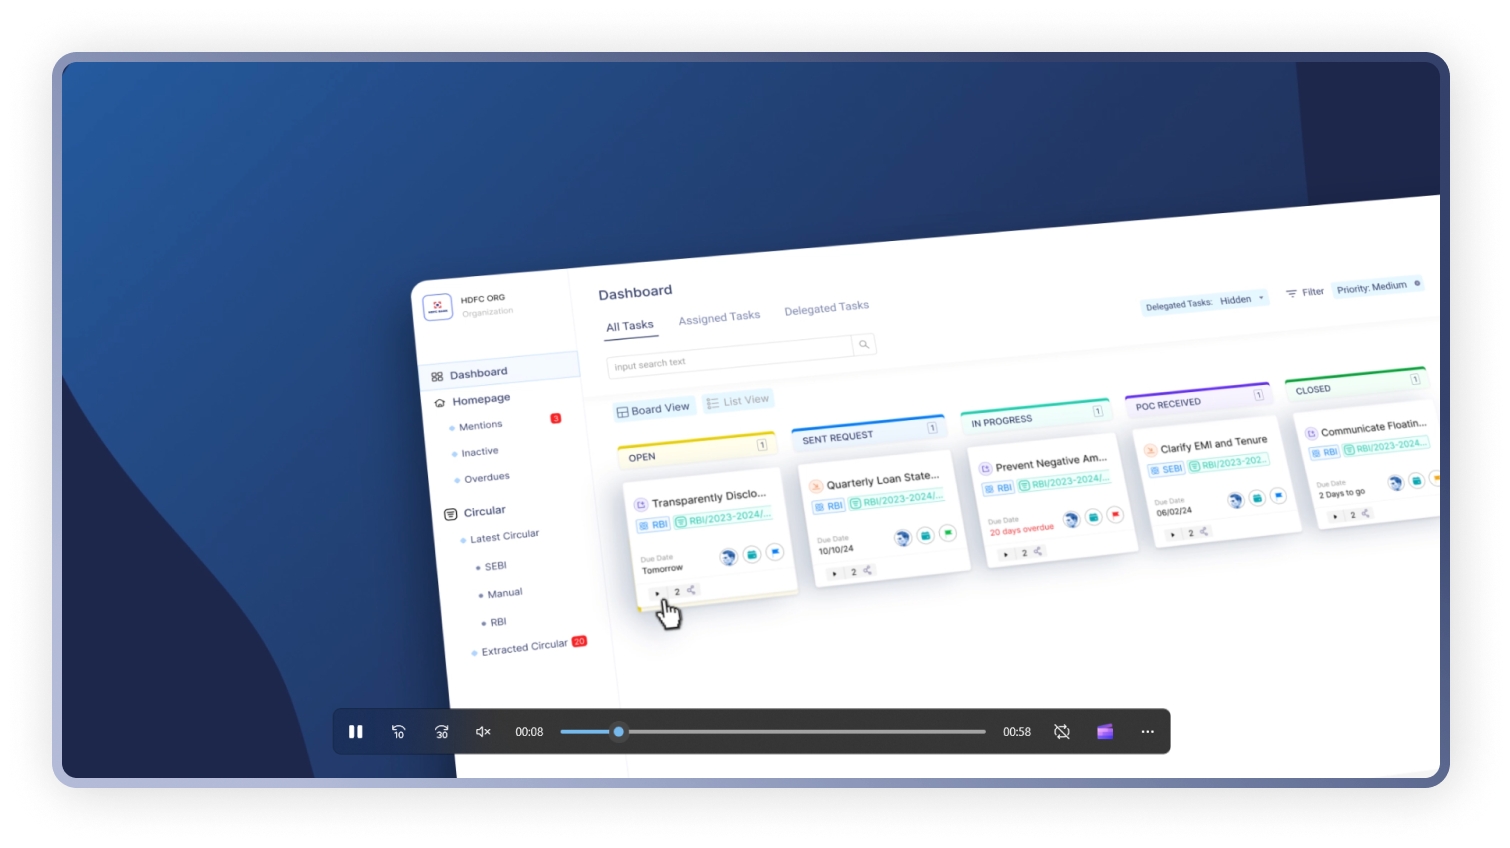 HDFC ORG
Organization
Dashboard
Homepage
Mentions 3
Inactive
Overdues
Circular
Latest Circular
SEBI
Manual
RBI
Extracted Circular 20
Dashboard
All Tasks Assigned Tasks Delegated Tasks
Delegated Tasks: Hidden Filter Priority: Medium
input search text
Board View List View
OPEN 1
Transparently Disclo...
RBI RBI/2023-2024/...
Due Date
Tomorrow
2
SENT REQUEST 1
Quarterly Loan State...
RBI RBI/2023-2024/...
Due Date
10/10/24
2
IN PROGRESS 1
Prevent Negative Am...
RBI RBI/2023-2024/...
Due Date
20 days overdue
2
POC RECEIVED 1
Clarify EMI and Tenure
SEBI RBI/2023-202...
Due Date
06/02/24
2
CLOSED 1
Communicate Floatin...
RBI RBI/2023-2024...
Due Date
2 Days to go
2
10 30 00:08 00:58